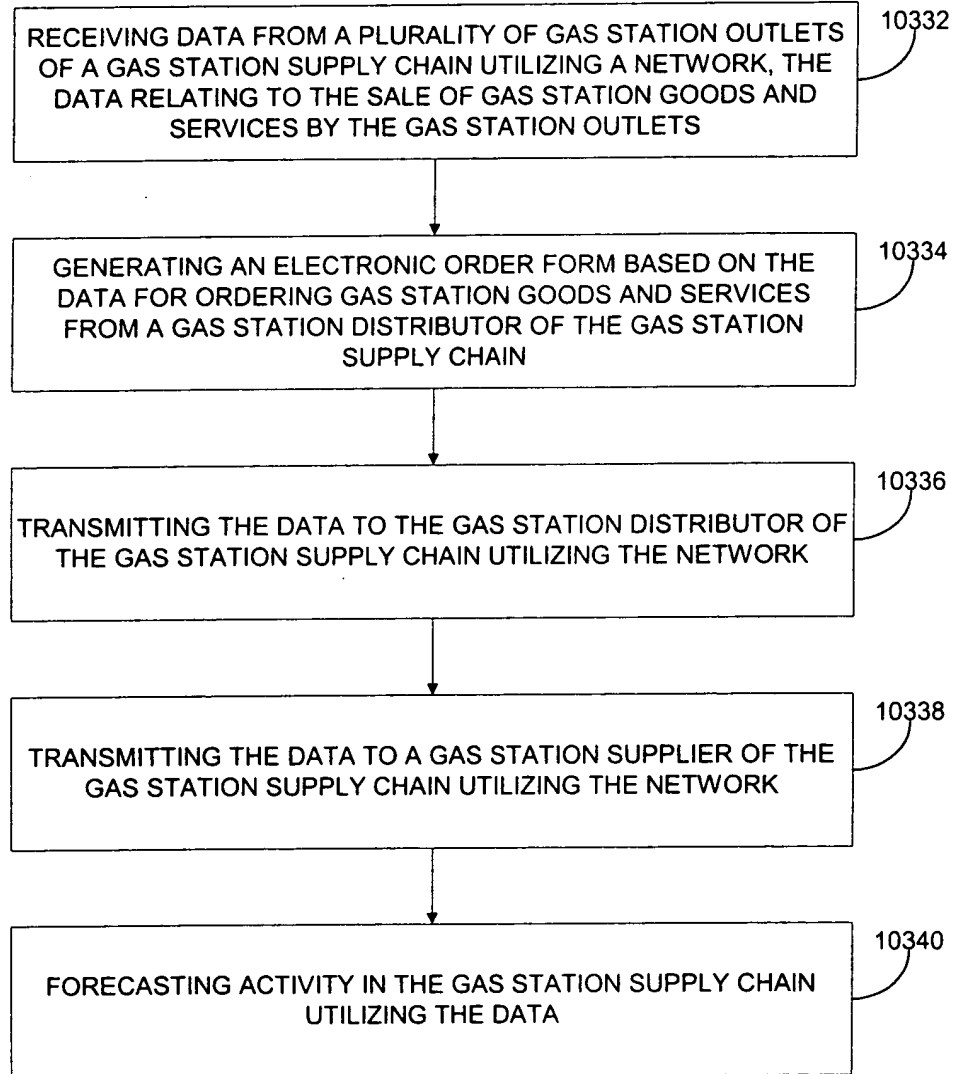 10332
RECEIVING DATA FROM A PLURALITY OF GAS STATION OUTLETS
OF A GAS STATION SUPPLY CHAIN UTILIZING A NETWORK, THE
DATA RELATING TO THE SALE OF GAS STATION GOODS AND
SERVICES BY THE GAS STATION OUTLETS
10334
GENERATING AN ELECTRONIC ORDER FORM BASED ON THE
DATA FOR ORDERING GAS STATION GOODS AND SERVICES
FROM A GAS STATION DISTRIBUTOR OF THE GAS STATION
SUPPLY CHAIN
10336
TRANSMITTING THE DATA TO THE GAS STATION DISTRIBUTOR OF
THE GAS STATION SUPPLY CHAIN UTILIZING THE NETWORK
10338
TRANSMITTING THE DATA TO A GAS STATION SUPPLIER OF THE
GAS STATION SUPPLY CHAIN UTILIZING THE NETWORK
10340
FORECASTING ACTIVITY IN THE GAS STATION SUPPLY CHAIN
UTILIZING THE DATA